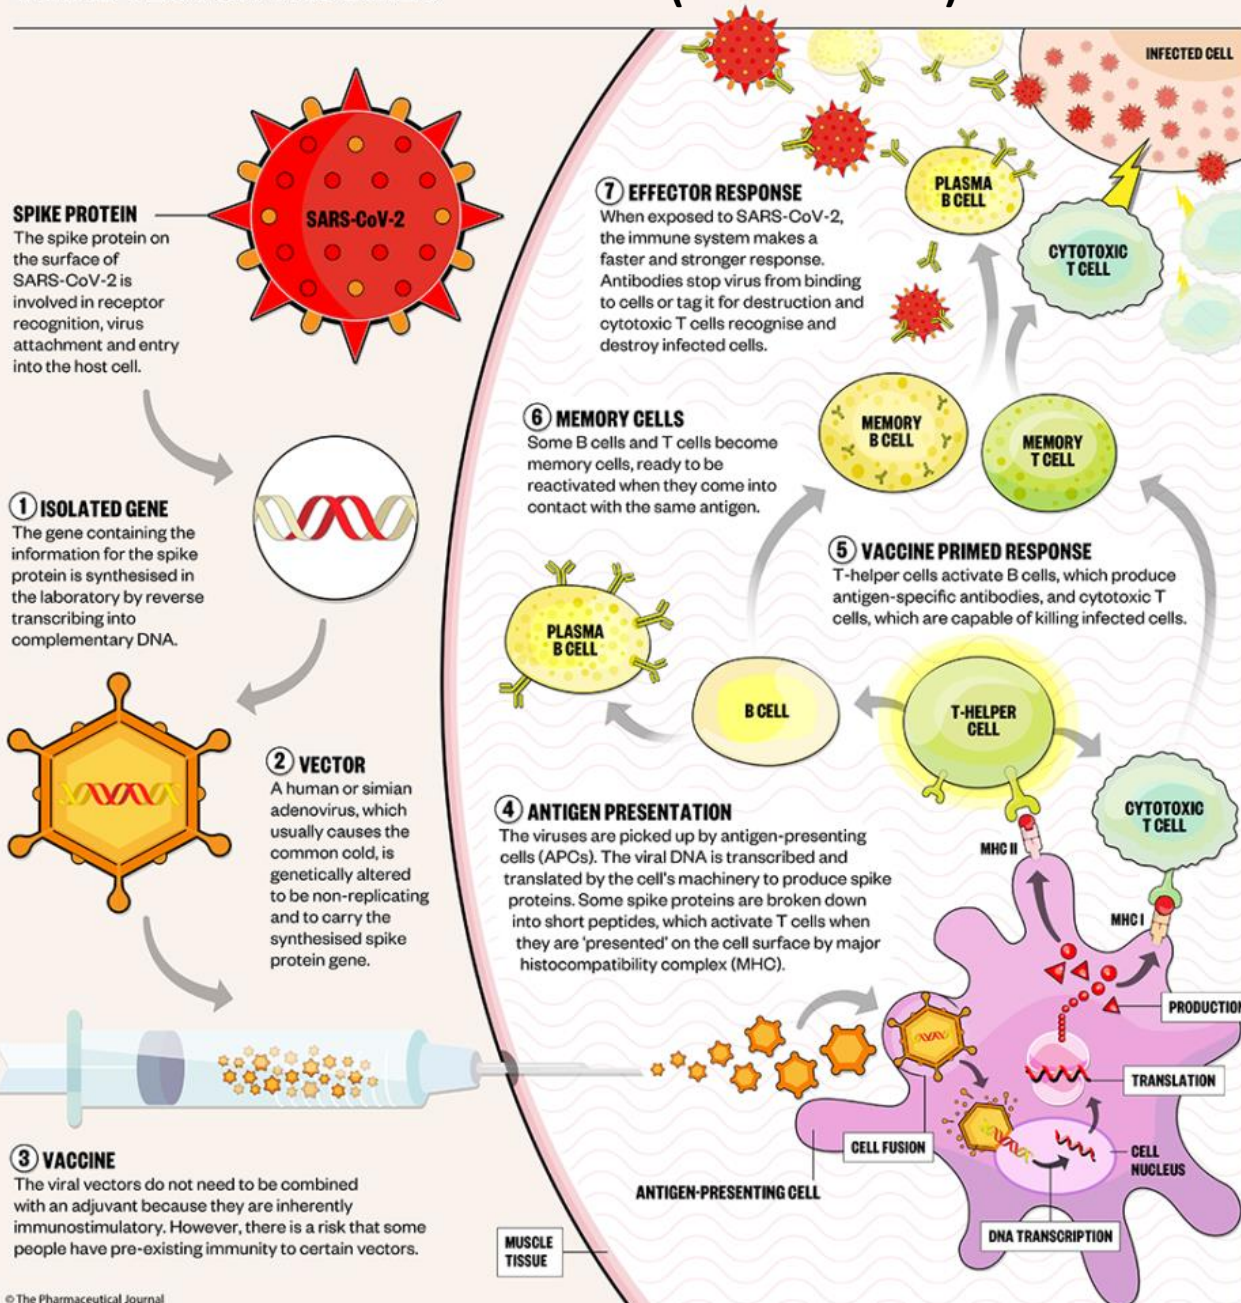 SPIKE PROTEIN
The spike protein on
the surface of
SARS-CoV-2 is
involved in receptor
recognition, virus
attachment and entry
into the host cell.
SARS-CoV-2
1 ISOLATED GENE
The gene containing the
information for the spike
protein is synthesised in
the laboratory by reverse
transcribing into
complementary DNA.
2 VECTOR
A human or simian
adenovirus, which
usually causes the
common cold, is
genetically altered
to be non-replicating
and to carry the
synthesised spike
protein gene.
3 VACCINE
The viral vectors do not need to be combined
with an adjuvant because they are inherently
immunostimulatory. However, there is a risk that some
people have pre-existing immunity to certain vectors.
MUSCLE
TISSUE
4 ANTIGEN PRESENTATION
The viruses are picked up by antigen-presenting
cells (APCs). The viral DNA is transcribed and
translated by the cell's machinery to produce spike
proteins. Some spike proteins are broken down
into short peptides, which activate T cells when
they are 'presented' on the cell surface by major
histocompatibility complex (MHC).
CELL FUSION
ANTIGEN-PRESENTING CELL
DNA TRANSCRIPTION
CELL
NUCLEUS
TRANSLATION
PRODUCTION
MHC I
MHC II
5 VACCINE PRIMED RESPONSE
T-helper cells activate B cells, which produce
antigen-specific antibodies, and cytotoxic T
cells, which are capable of killing infected cells.
T-HELPER
CELL
CYTOTOXIC
T CELL
B CELL
PLASMA
B CELL
6 MEMORY CELLS
Some B cells and T cells become
memory cells, ready to be
reactivated when they come into
contact with the same antigen.
MEMORY
B CELL
MEMORY
T CELL
7 EFFECTOR RESPONSE
When exposed to SARS-CoV-2,
the immune system makes a
faster and stronger response.
Antibodies stop virus from binding
to cells or tag it for destruction and
cytotoxic T cells recognise and
destroy infected cells.
PLASMA
B CELL
CYTOTOXIC
T CELL
INFECTED CELL
© The Pharmaceutical Journal